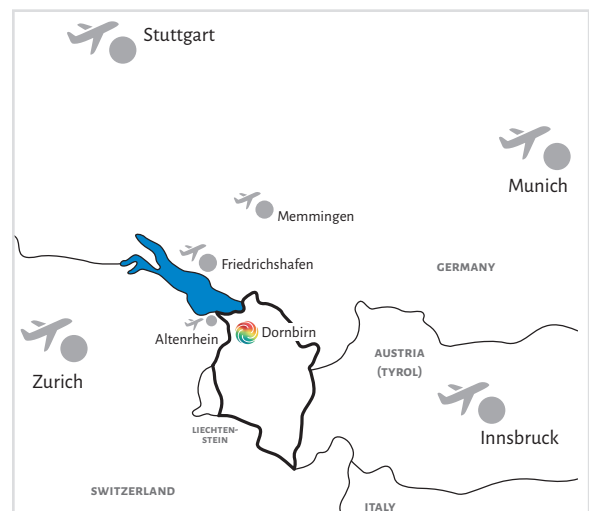 Stuttgart
Munich
Memmingen
Friedrichshafen
GERMANY
Dornbirn
Altenrhein
AUSTRIA
(TYROL)
Zurich
LIECHTEN-
STEIN
Innsbruck
SWITZERLAND
ITALY